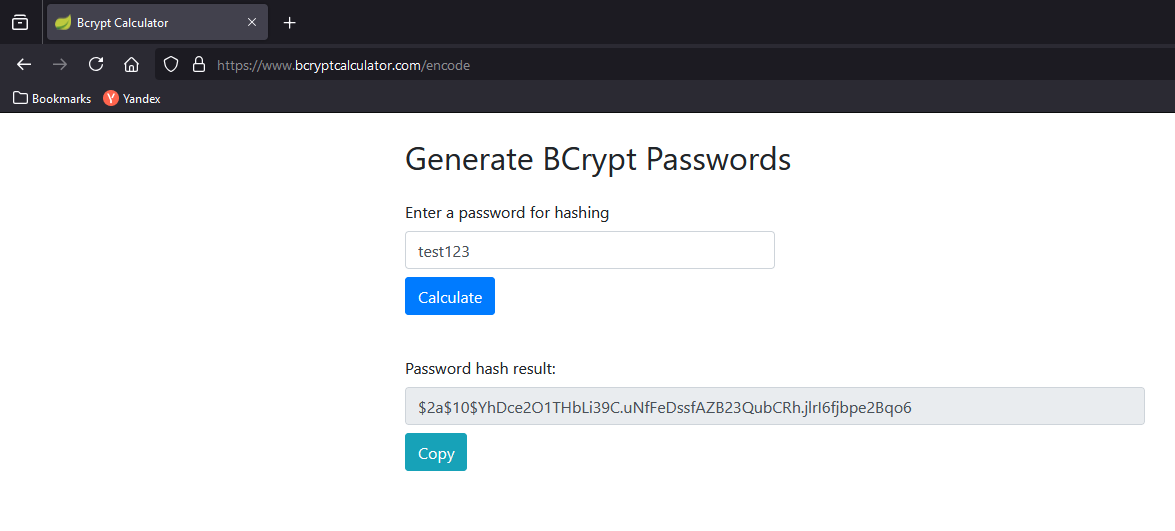 Bcrypt Calculator
https://www.bcryptcalculator.com/encode
Bookmarks Yandex
Generate BCrypt Passwords
Enter a password for hashing
test123
Calculate
Password hash result:
$2a$10$YhDce2O1THbLi39C.uNfFeDssfAZB23QubCRh.jlrI6fjbpe2Bqo6
Copy